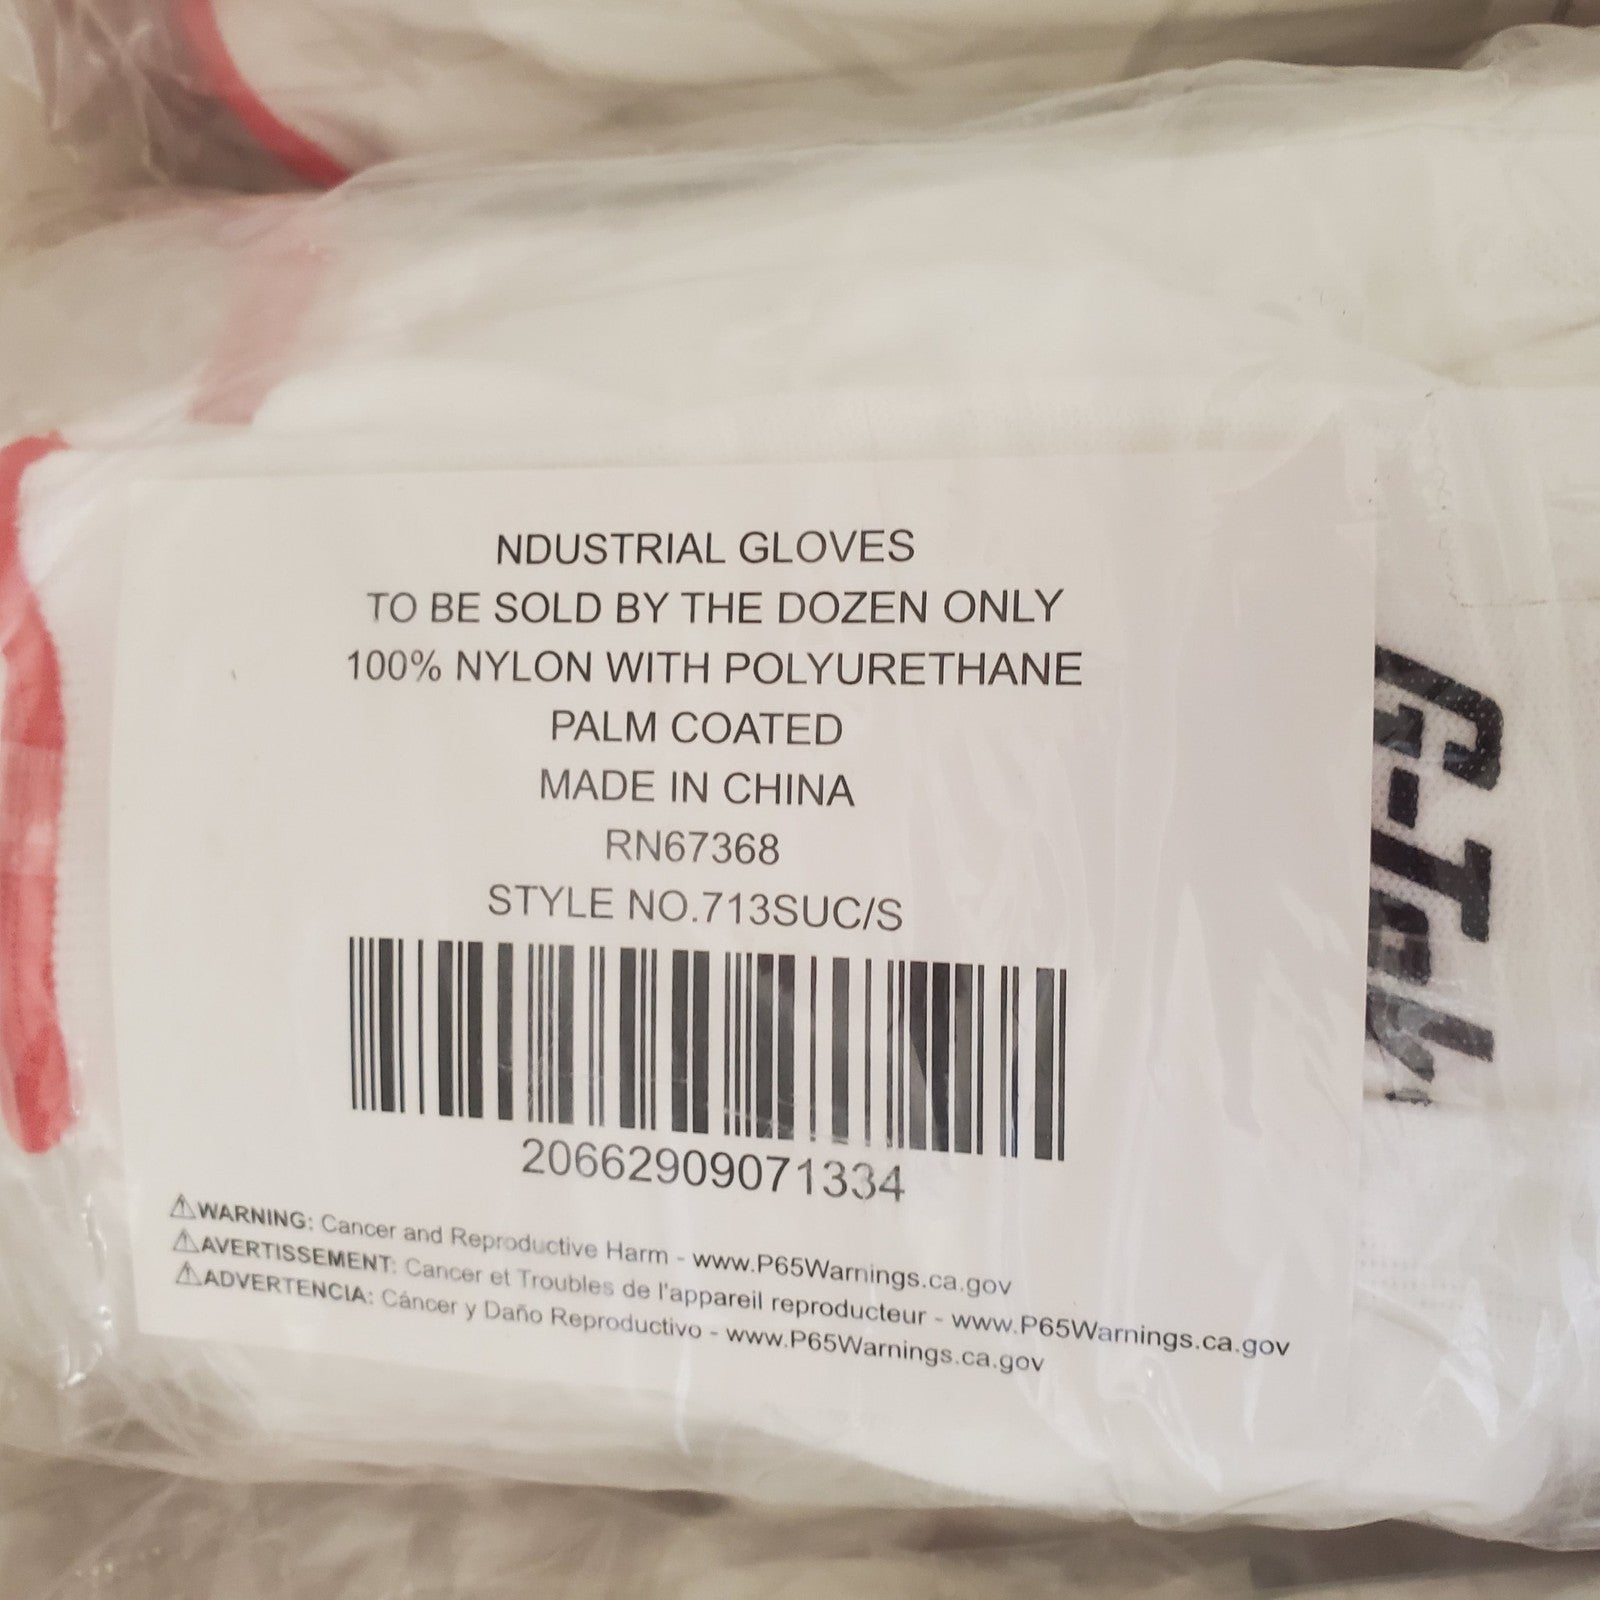 NDUSTRIAL GLOVES
TO BE SOLD BY THE DOZEN ONLY
100% NYLON WITH POLYURETHANE
PALM COATED
MADE IN CHINA
RN67368
STYLE NO.713SUC/S
20662909071334
⚠WARNING: Cancer and Reproductive Harm - www.P65Warnings.ca.gov
⚠AVERTISSEMENT: Cancer et Troubles de l'appareil reproducteur - www.P65Warnings.ca.gov
⚠ADVERTENCIA: Cáncer y Daño Reproductivo - www.P65Warnings.ca.gov